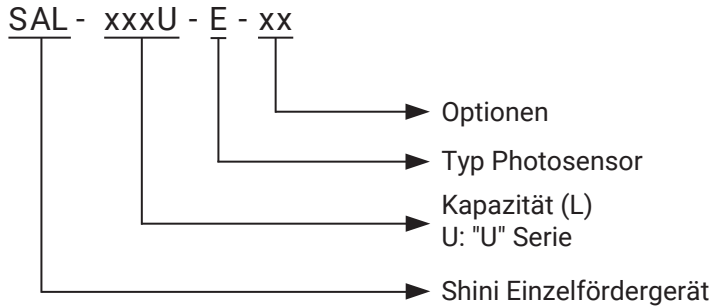 SAL - xxxU - E - xx
Optionen
Typ Photosensor
Kapazität (L)
U: "U" Serie
Shini Einzelfördergerät